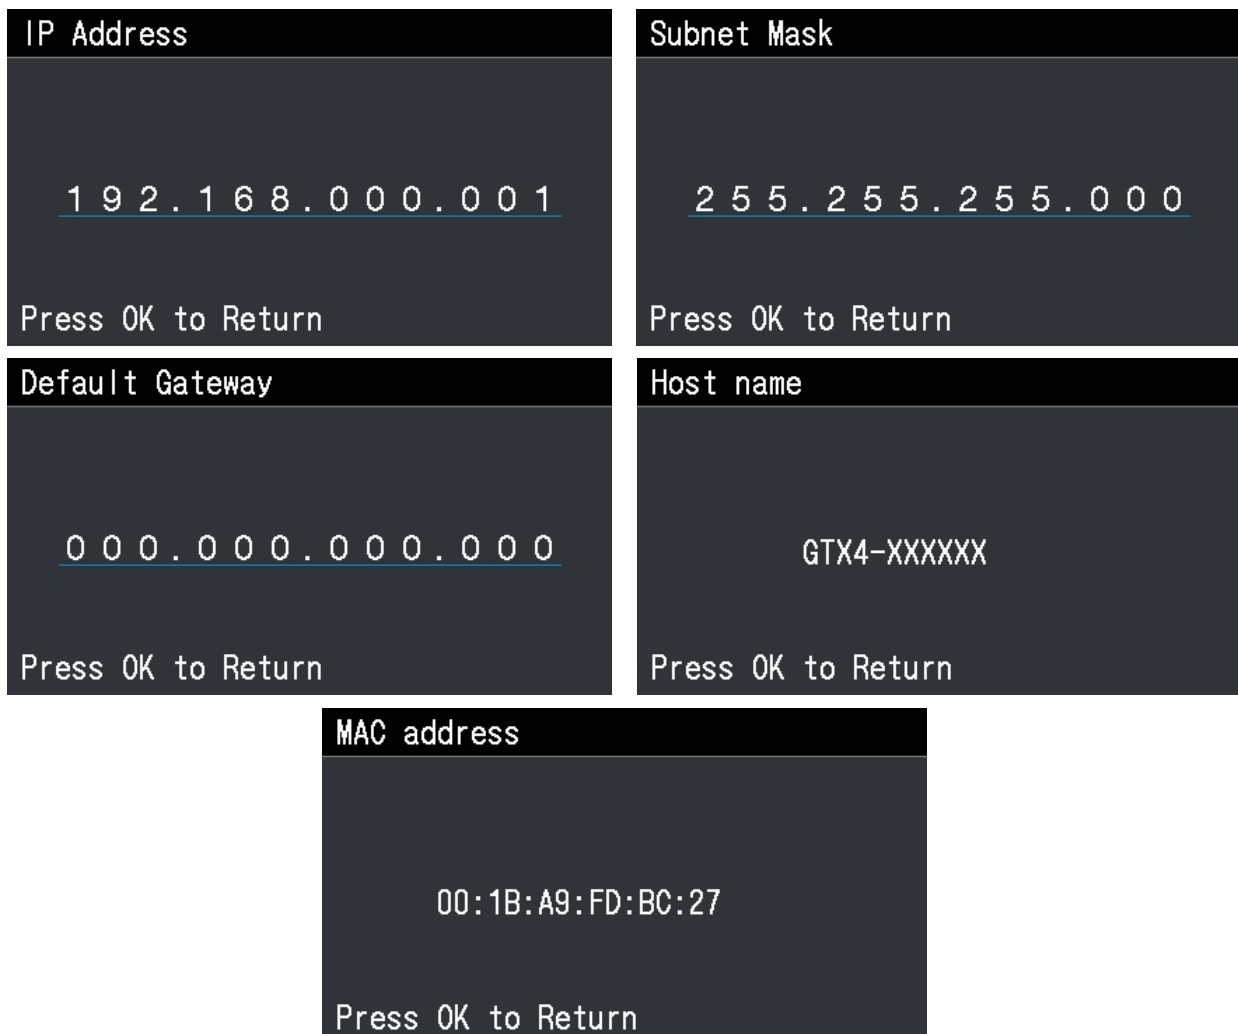 IP Address
192.168.000.001
Press OK to Return
Subnet Mask
255.255.255.000
Press OK to Return
Default Gateway
000.000.000.000
Press OK to Return
Host name
GTX4-XXXXXX
Press OK to Return
MAC address
00:1B:A9:FD:BC:27
Press OK to Return